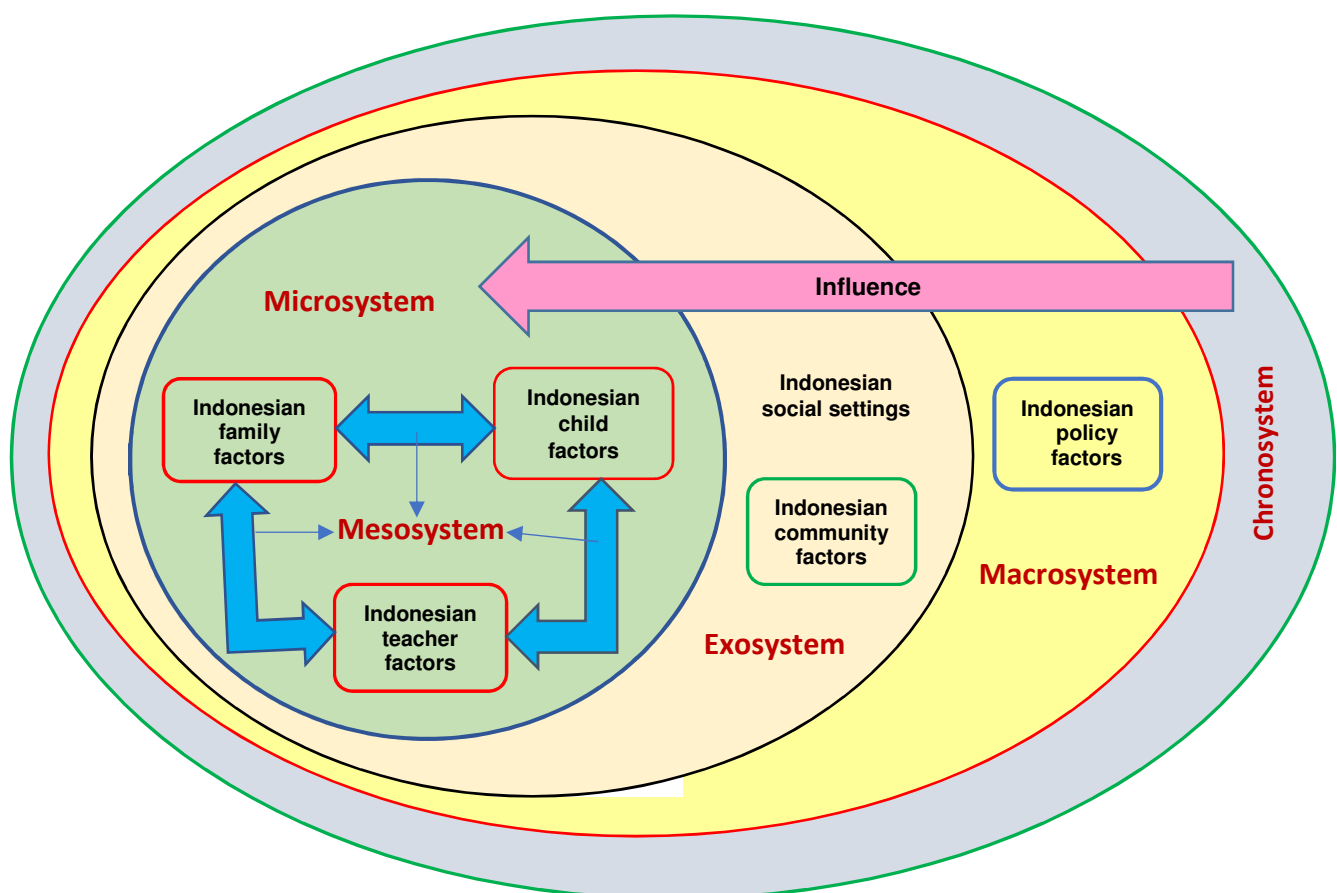 Influence
Microsystem
Indonesian
family
factors
Indonesian
child
factors
Mesosystem
Indonesian
teacher
factors
Indonesian
social settings
Indonesian
community
factors
Exosystem
Indonesian
policy
factors
Macrosystem
Chronosystem